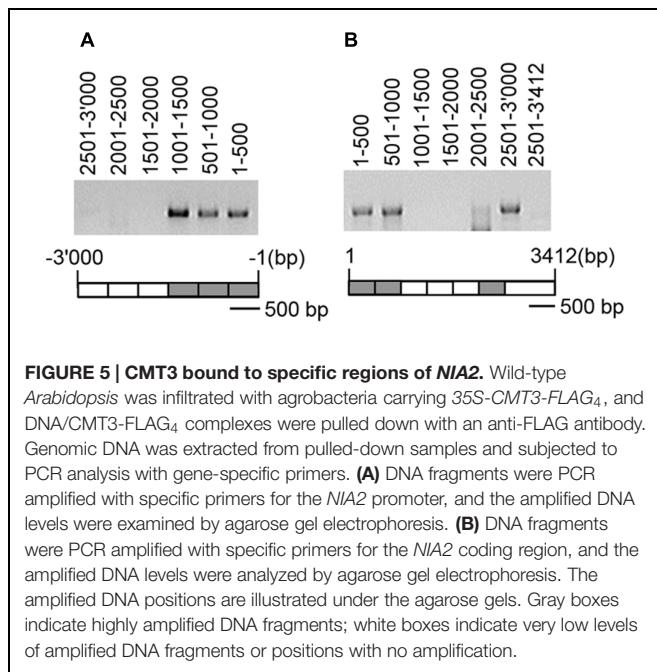 A
B
2501-3'000
2001-2500
1501-2000
1001-1500
501-1000
1-500
1-500
501-1000
1001-1500
1501-2000
2001-2500
2501-3'000
2501-3'412
-3'000
-1(bp)
500 bp
1
3412(bp)
500 bp
FIGURE 5 | CMT3 bound to specific regions of NIA2. Wild-type
Arabidopsis was infiltrated with agrobacteria carrying 35S-CMT3-FLAG4, and
DNA/CMT3-FLAG4 complexes were pulled down with an anti-FLAG antibody.
Genomic DNA was extracted from pulled-down samples and subjected to
PCR analysis with gene-specific primers. (A) DNA fragments were PCR
amplified with specific primers for the NIA2 promoter, and the amplified DNA
levels were examined by agarose gel electrophoresis. (B) DNA fragments
were PCR amplified with specific primers for the NIA2 coding region, and the
amplified DNA levels were analyzed by agarose gel electrophoresis. The
amplified DNA positions are illustrated under the agarose gels. Gray boxes
indicate highly amplified DNA fragments; white boxes indicate very low levels
of amplified DNA fragments or positions with no amplification.